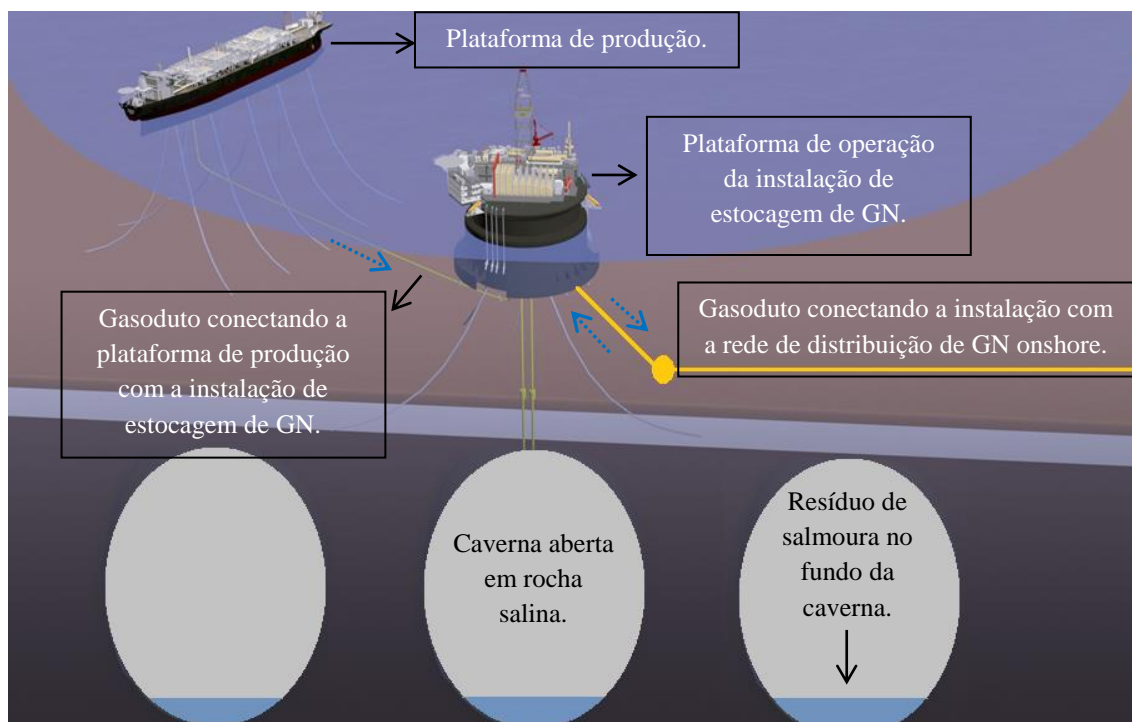 Plataforma de produção.
Plataforma de operação
da instalação de
estocagem de GN.
Gasoduto conectando a
plataforma de produção
com a instalação de
estocagem de GN.
Gasoduto conectando a instalação com
a rede de distribuição de GN onshore.
Caverna aberta
em rocha
salina.
Resíduo de
salmoura no
fundo da
caverna.